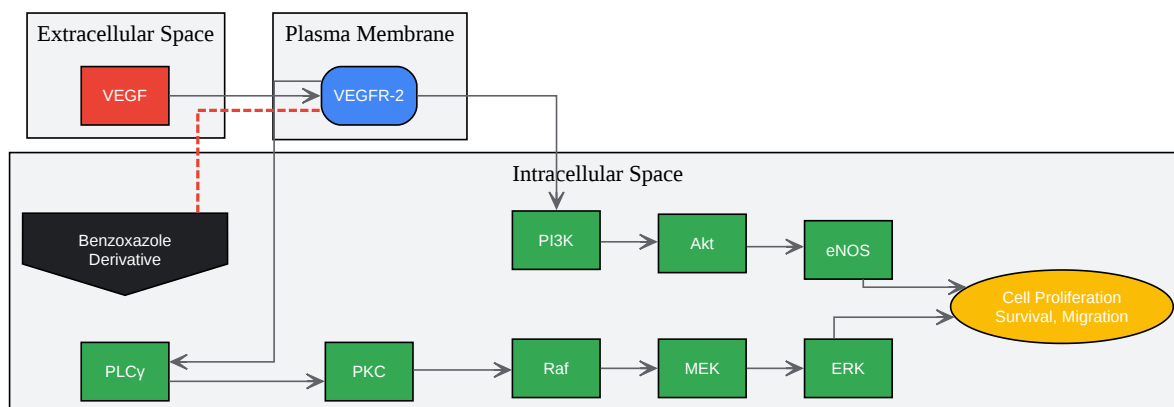 Extracellular Space
Plasma Membrane
VEGF
VEGFR-2
Intracellular Space
Benzoxazole
Derivative
PI3K
Akt
eNOS
Cell Proliferation
Survival, Migration
PLCγ
PKC
Raf
MEK
ERK